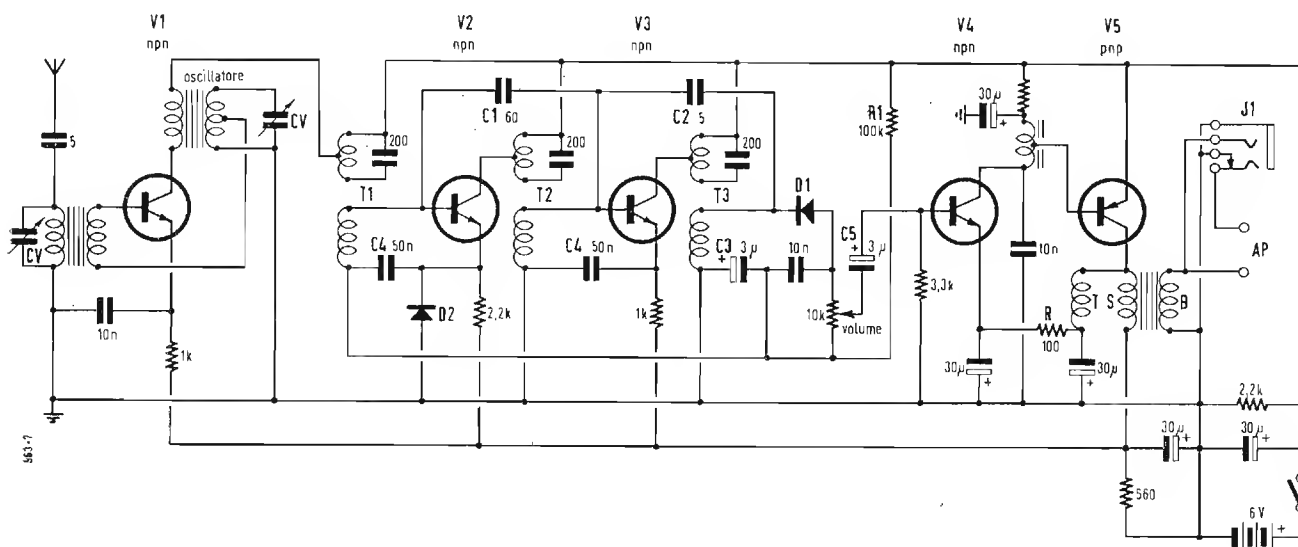 V1
npn
V2
npn
V3
npn
V4
npn
V5
pnp
oscillatore
CV
5
CV
10n
1k
200
T1
C4 50n
D2
C1 60
200
T2
2,2k
C4 50n
1k
C2 5
200
T3
C3
+ 3µ
D1
10n
10k
volume
R1
100k
C5
+ 3µ
3,3k
30µ
+
10n
30µ
+
R
100
30µ
+
T S
B
J1
AP
2,2k
30µ
+
30µ
+
560
6V
+
563-7